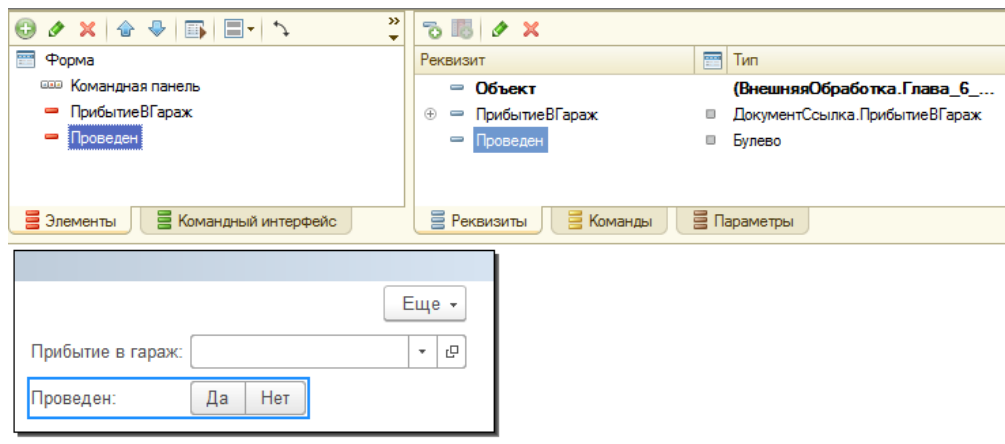 Форма
Командная панель
ПрибытиеВГараж
Проведен
Элементы
Командный интерфейс
Реквизит Тип
Объект (ВнешняяОбработка.Глава_6_...
ПрибытиеВГараж ДокументСсылка.ПрибытиеВГараж
Проведен Булево
Реквизиты
Команды
Параметры
Еще
Прибытие в гараж:
Проведен: Да Нет